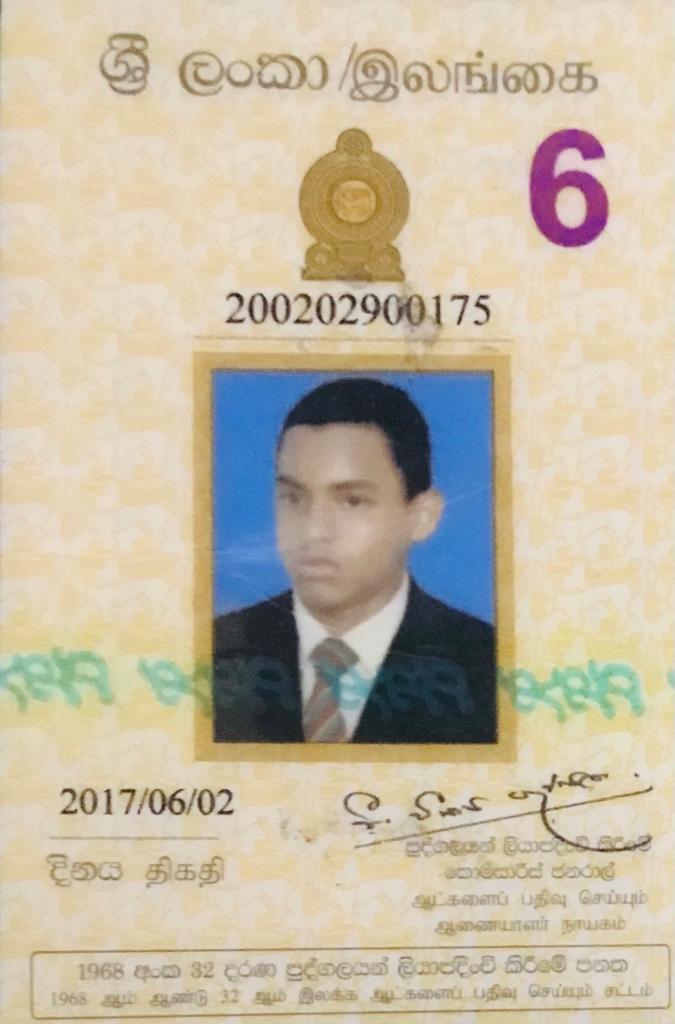 ශ්‍රී ලංකා/இலங்கை
6
200202900175
2017/06/02
දිනය திகதி
පුද්ගලයන් ලියාපදිංචි කිරීමේ
කොමසාරිස් ජනරාල්
ஆட்களைப் பதிவு செய்யும்
ஆணையாளர் நாயகம்
1968 අංක 32 දරණ පුද්ගලයන් ලියාපදිංචි කිරීමේ පනත
1968 ஆம் ஆண்டு 32 ஆம் இலக்க ஆட்களைப் பதிவு செய்யும் சட்டம்